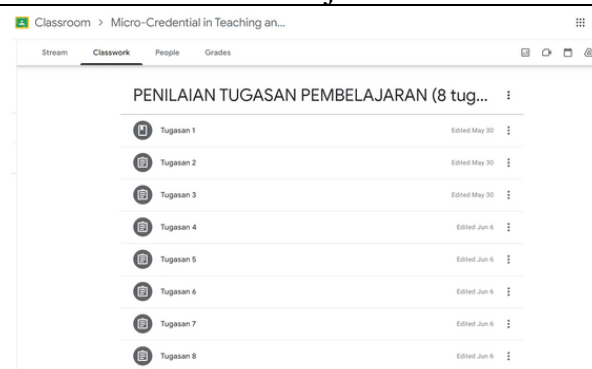 Classroom > Micro-Credential in Teaching an...
Stream Classwork People Grades
PENILAIAN TUGASAN PEMBELAJARAN (8 tug...
Tugasan 1 Edited May 30
Tugasan 2 Edited May 30
Tugasan 3 Edited May 30
Tugasan 4 Edited Jun 6
Tugasan 5 Edited Jun 6
Tugasan 6 Edited Jun 6
Tugasan 7 Edited Jun 6
Tugasan 8 Edited Jun 6